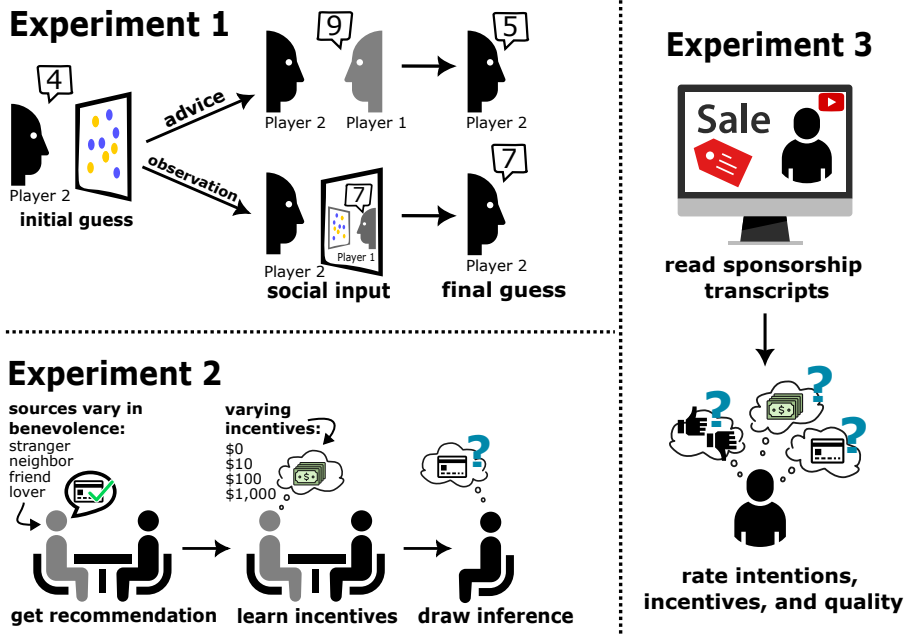 Experiment 1
4
Player 2
initial guess
advice
observation
9
Player 2
Player 1
5
Player 2
7
Player 1
Player 2
social input
7
Player 2
final guess
Experiment 2
sources vary in
benevolence:
stranger
neighbor
friend
lover
get recommendation
varying
incentives:
$0
$10
$100
$1,000
$
learn incentives
?
draw inference
Experiment 3
Sale
read sponsorship
transcripts
?
$
?
?
rate intentions,
incentives, and quality